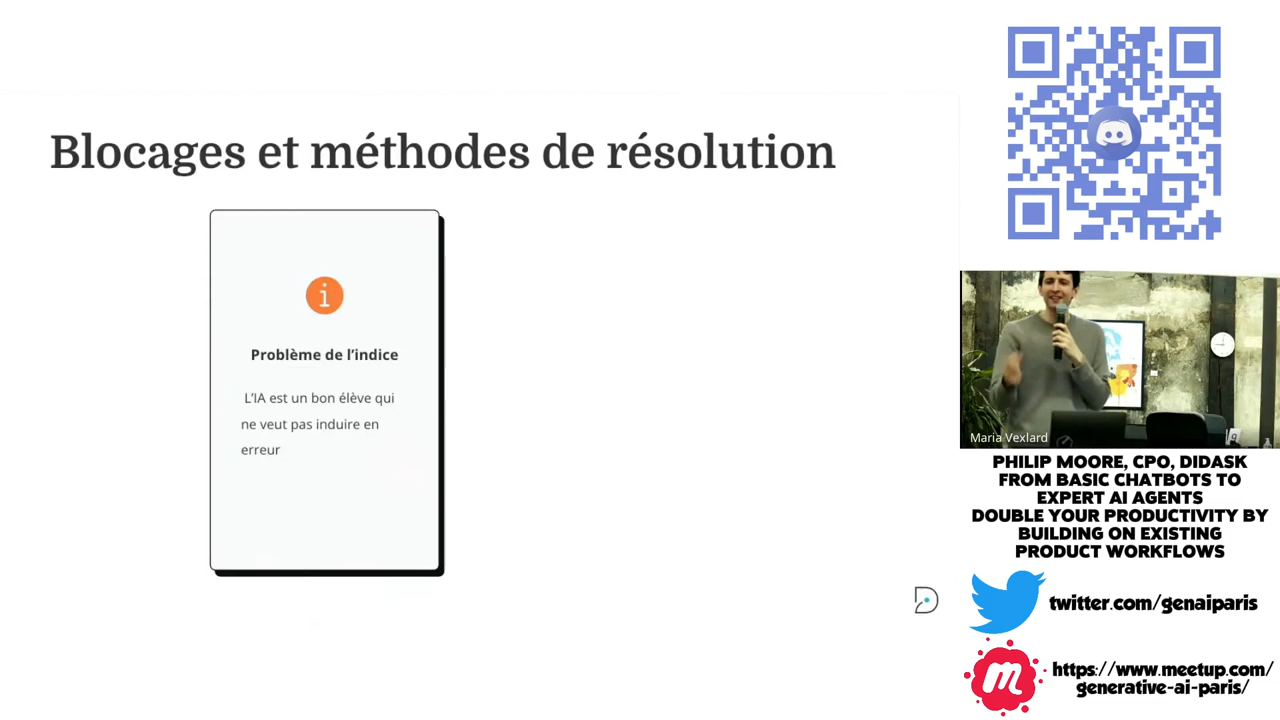 Blocages et méthodes de résolution
i
Problème de l'indice
L'IA est un bon élève qui
ne veut pas induire en
erreur
Maria Vexlard
PHILIP MOORE, CPO, DIDASK
FROM BASIC CHATBOTS TO
EXPERT AI AGENTS
DOUBLE YOUR PRODUCTIVITY BY
BUILDING ON EXISTING
PRODUCT WORKFLOWS
twitter.com/genaiparis
https://www.meetup.com/
generative-ai-paris/